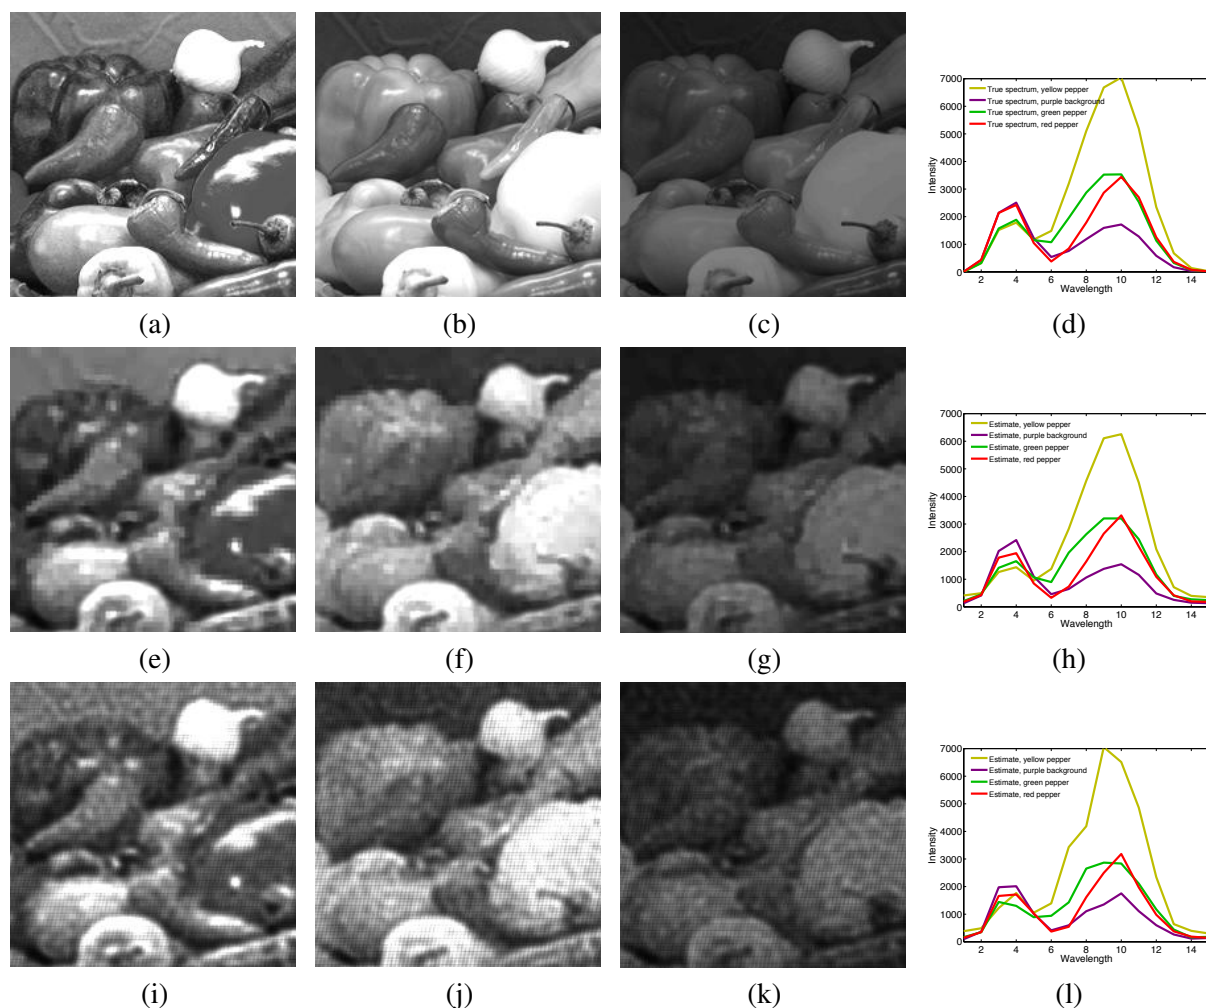 7000
True spectrum, yellow pepper
True spectrum, purple background
6000
True spectrum, green pepper
True spectrum, red pepper
5000
4000
Intensity
3000
2000
1000
0
2 4 6 8 10 12 14
Wavelength
(a) (b) (c) (d)
7000
Estimate, yellow pepper
Estimate, purple background
6000
Estimate, green pepper
Estimate, red pepper
5000
4000
Intensity
3000
2000
1000
0
2 4 6 8 10 12 14
Wavelength
(e) (f) (g) (h)
7000
Estimate, yellow pepper
Estimate, purple background
6000
Estimate, green pepper
Estimate, red pepper
5000
4000
Intensity
3000
2000
1000
0
2 4 6 8 10 12 14
Wavelength
(i) (j) (k) (l)